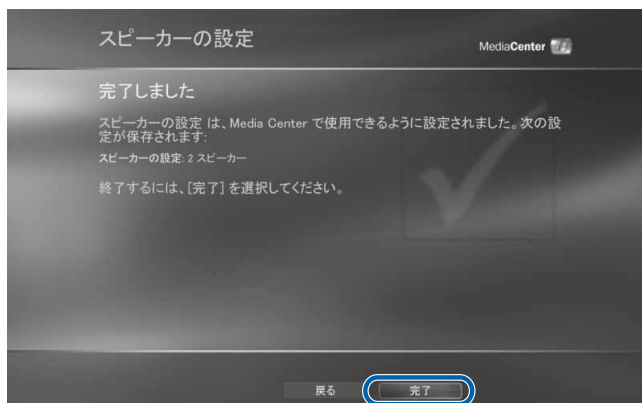 スピーカーの設定
MediaCenter
完了しました
スピーカーの設定 は、Media Center で使用できるように設定されました。次の設
定が保存されます:
スピーカーの設定: 2 スピーカー
終了するには、[完了] を選択してください。
戻る 完了